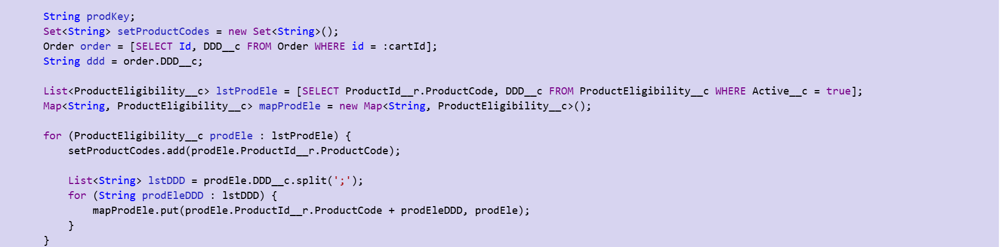 String prodKey;
Set<String> setProductCodes = new Set<String>();
Order order = [SELECT Id, DDD__c FROM Order WHERE id = :cartId];
String ddd = order.DDD__c;

List<ProductEligibility__c> lstProdEle = [SELECT ProductId__r.ProductCode, DDD__c FROM ProductEligibility__c WHERE Active__c = true];
Map<String, ProductEligibility__c> mapProdEle = new Map<String, ProductEligibility__c>();

for (ProductEligibility__c prodEle : lstProdEle) {
    setProductCodes.add(prodEle.ProductId__r.ProductCode);

    List<String> lstDDD = prodEle.DDD__c.split(';');
    for (String prodEleDDD : lstDDD) {
        mapProdEle.put(prodEle.ProductId__r.ProductCode + prodEleDDD, prodEle);
    }
}